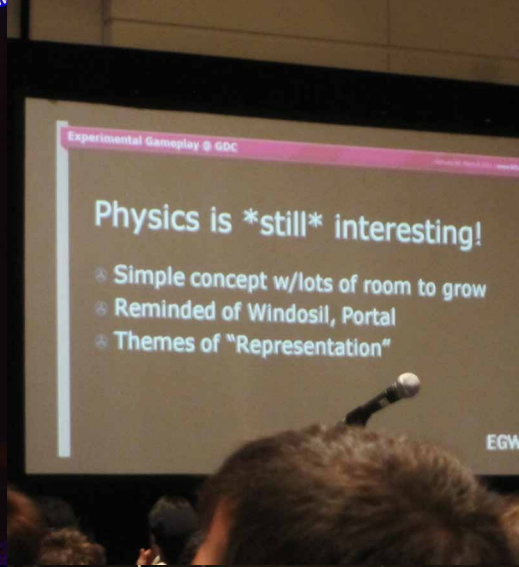 Experimental Gameplay @ GDC
Physics is *still* interesting!
Simple concept w/lots of room to grow
Reminded of Windosil, Portal
Themes of "Representation"
EGW